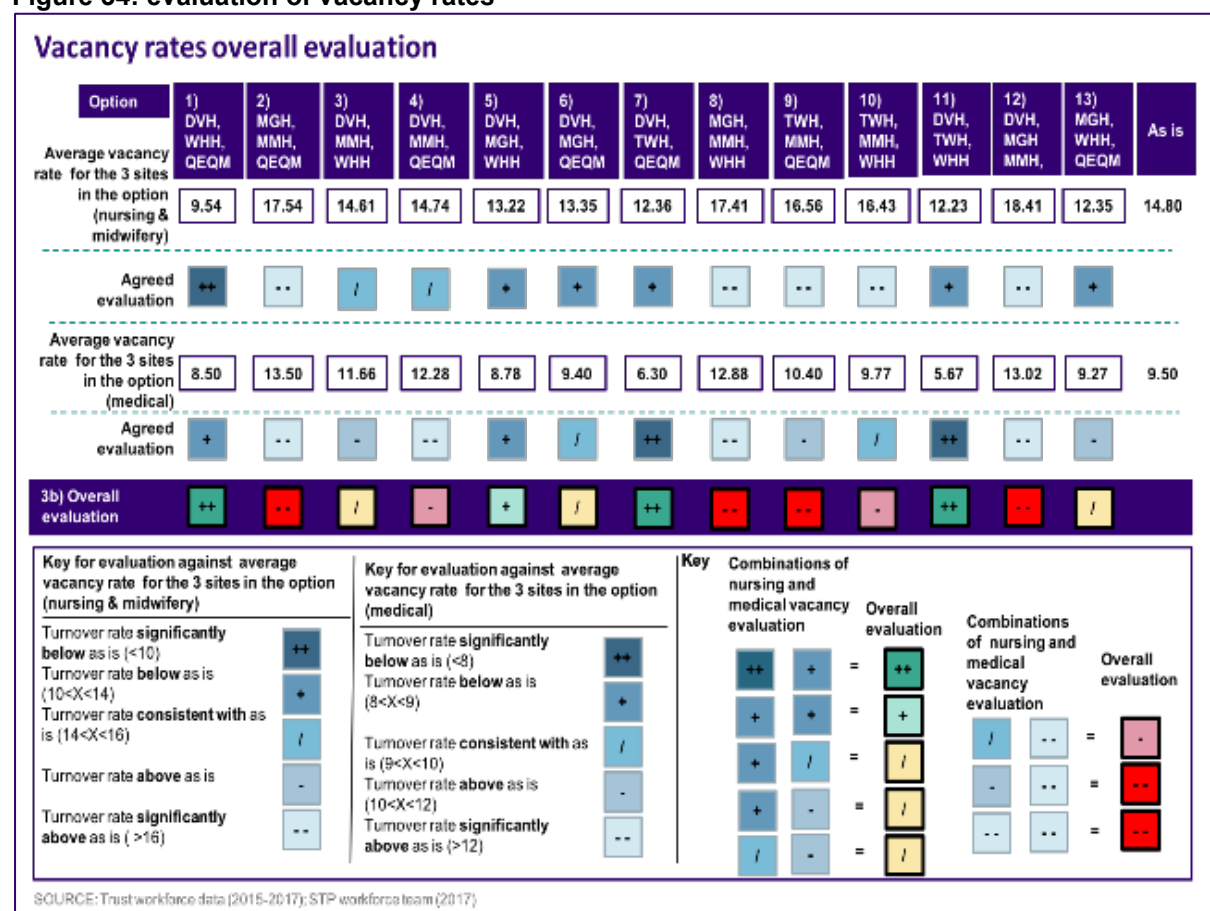 Figure 34: evaluation of vacancy rates
Vacancy rates overall evaluation
Option
1) DVH, WHH, QEQM
2) MGH, MMH, QEQM
3) DVH, MMH, WHH
4) DVH, MMH, QEQM
5) DVH, MGH, WHH
6) DVH, MGH, QEQM
7) DVH, TWH, QEQM
8) MGH, MMH, WHH
9) TWH, MMH, QEQM
10) TWH, MMH, WHH
11) DVH, TWH, WHH
12) DVH, MGH MMH,
13) MGH, WHH, QEQM
As is
Average vacancy
rate for the 3 sites
in the option
(nursing &
midwifery)
9.54 17.54 14.61 14.74 13.22 13.35 12.36 17.41 16.56 16.43 12.23 18.41 12.35 14.80
Agreed
evaluation
++ -- / / + + + -- -- -- + -- +
Average vacancy
rate for the 3 sites
in the option
(medical)
8.50 13.50 11.66 12.28 8.78 9.40 6.30 12.88 10.40 9.77 5.67 13.02 9.27 9.50
Agreed
evaluation
+ -- - -- + / ++ -- - / ++ -- -
3b) Overall
evaluation
++ -- / - + / ++ -- -- - ++ -- /
Key for evaluation against average
vacancy rate for the 3 sites in the option
(nursing & midwifery)
Turnover rate significantly
below as is (<10)
++
Turnover rate below as is
(10<X<14)
+
Turnover rate consistent with as
is (14<X<16)
/
Turnover rate above as is
-
Turnover rate significantly
above as is ( >16)
--
Key for evaluation against average
vacancy rate for the 3 sites in the option
(medical)
Turnover rate significantly
below as is (<8)
++
Turnover rate below as is
(8<X<9)
+
Turnover rate consistent with as
is (9<X<10)
/
Turnover rate above as is
(10<X<12)
-
Turnover rate significantly
above as is (>12)
--
Key
Combinations of
nursing and
medical vacancy
evaluation
Overall
evaluation
++ + = ++
+ + = +
+ / = /
+ - = /
/ - = /
Combinations
of nursing and
medical
vacancy
evaluation
Overall
evaluation
/ -- = -
- -- = --
-- -- = --
SOURCE: Trust workforce data (2015-2017); STP workforce team (2017)